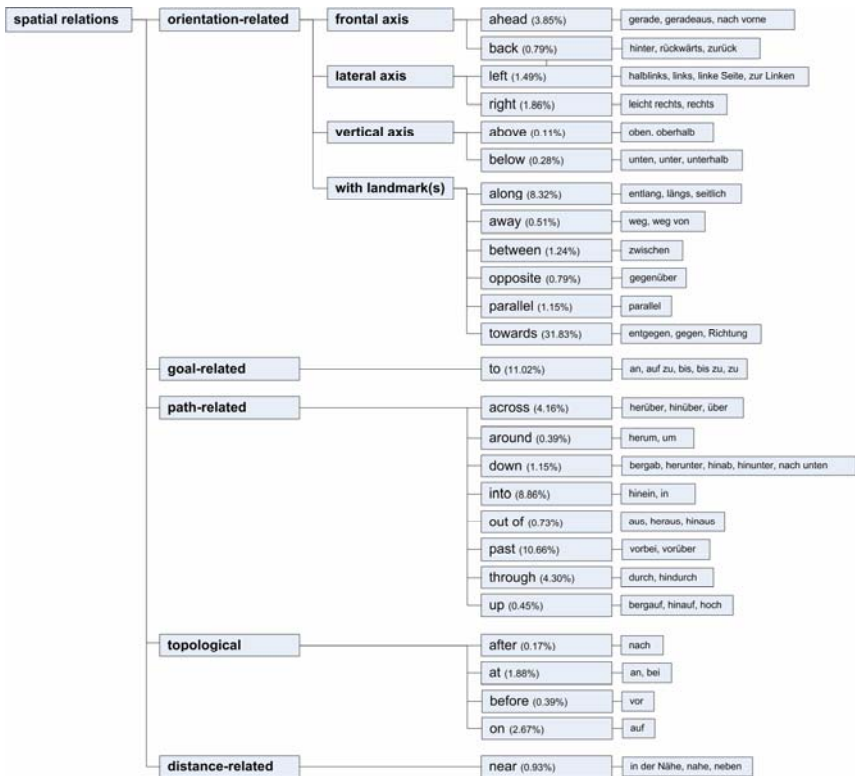 spatial relations
orientation-related
frontal axis
ahead (3.85%)
gerade, geradeaus, nach vorne
back (0.79%)
hinter, rückwärts, zurück
lateral axis
left (1.49%)
halblinks, links, linke Seite, zur Linken
right (1.86%)
leicht rechts, rechts
vertical axis
above (0.11%)
oben, oberhalb
below (0.28%)
unten, unter, unterhalb
with landmark(s)
along (8.32%)
entlang, längs, seitlich
away (0.51%)
weg, weg von
between (1.24%)
zwischen
opposite (0.79%)
gegenüber
parallel (1.15%)
parallel
towards (31.83%)
entgegen, gegen, Richtung
goal-related
to (11.02%)
an, auf zu, bis, bis zu, zu
path-related
across (4.16%)
herüber, hinüber, über
around (0.39%)
herum, um
down (1.15%)
bergab, herunter, hinab, hinunter, nach unten
into (8.86%)
hinein, in
out of (0.73%)
aus, heraus, hinaus
past (10.66%)
vorbei, vorüber
through (4.30%)
durch, hindurch
up (0.45%)
bergauf, hinauf, hoch
topological
after (0.17%)
nach
at (1.88%)
an, bei
before (0.39%)
vor
on (2.67%)
auf
distance-related
near (0.93%)
in der Nähe, nahe, neben